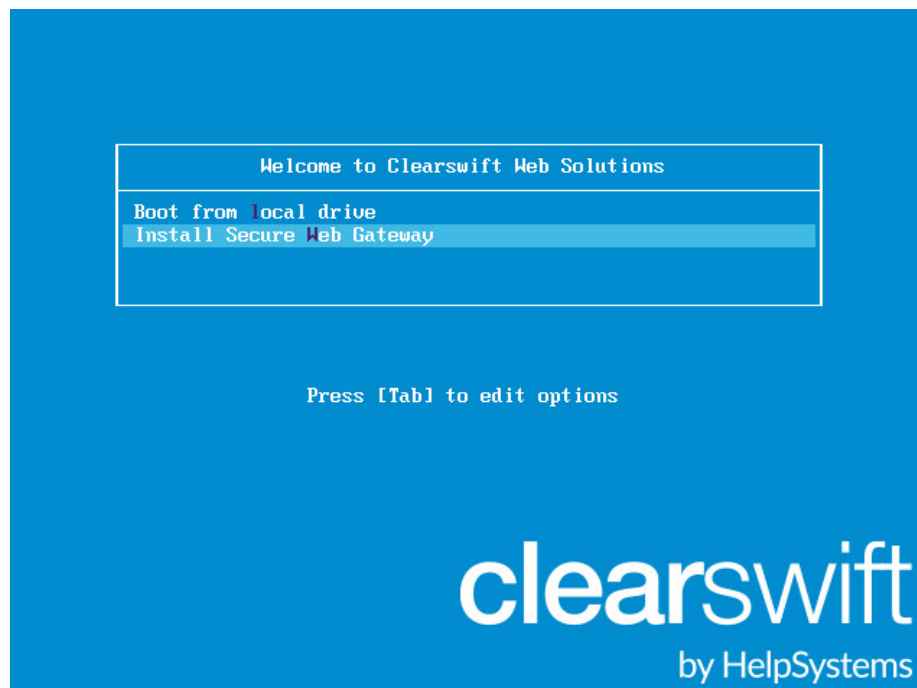 Welcome to Clearswift Web Solutions
Boot from local drive
Install Secure Web Gateway
Press [Tab] to edit options
clearswift
by HelpSystems